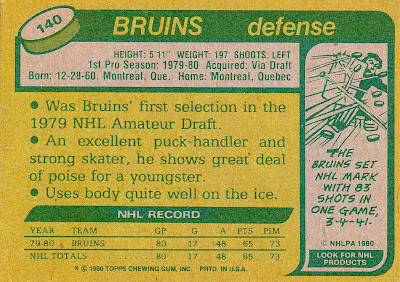 140
BRUINS defense
HEIGHT: 5'11" WEIGHT: 197 SHOOTS: LEFT
1st Pro Season: 1979-80 Acquired: Via Draft
Born: 12-28-60. Montreal, Que. Home: Montreal, Quebec
• Was Bruins' first selection in the
1979 NHL Amateur Draft.
• An excellent puck-handler and
strong skater, he shows great deal
of poise for a youngster.
• Uses body quite well on the ice.
NHL RECORD
YEAR TEAM GP G A PTS PIM
79-80 BRUINS 80 17 48 65 73
NHL TOTALS 80 17 48 65 73
* © 1980 TOPPS CHEWING GUM, INC. PRTD. IN U.S.A.
THE
BRUINS SET
NHL MARK
WITH 83
SHOTS IN
ONE GAME,
3-4-41.
© NHLPA 1980
LOOK FOR NHL
PRODUCTS